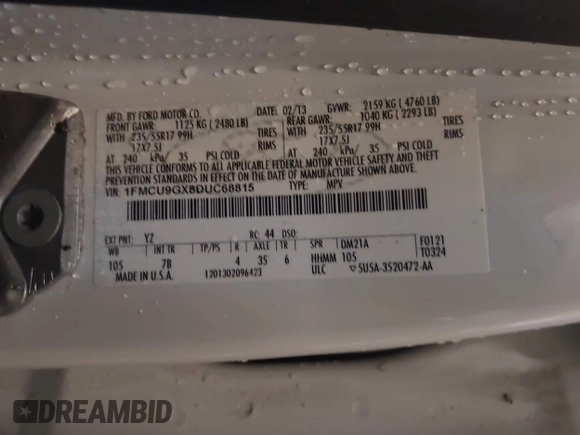 MFD. BY FORD MOTOR CO. DATE: 02/13 GVWR: 2159 KG ( 4760 LB)
FRONT GAWR: 1125 KG ( 2480 LB) REAR GAWR: 1040 KG ( 2293 LB)
WITH 235/55R17 99H TIRES WITH 235/55R17 99H TIRES
17X7.5J RIMS 17X7.5J RIMS
AT 240 kPa/ 35 PSI COLD AT 240 kPa/ 35
THIS VEHICLE CONFORMS TO ALL APPLICABLE FEDERAL MOTOR VEHICLE SAFETY AND
THEFT PREVENTION STANDARDS IN EFFECT ON THE DATE OF MANUFACTURE SHOWN ABOVE.
VIN: 1FMCU9GX8DUC68815 TYPE: MPV
EXT PNT: YZ RC: 44 DSO:
WB INT TR TP/PS R AXLE TR SPR DM21A F0121
105 7B 4 35 6 HHMM 105 T0324
MADE IN U.S.A. 1201302096423 ULC 5U5A-3520472-AA
DREAMBID